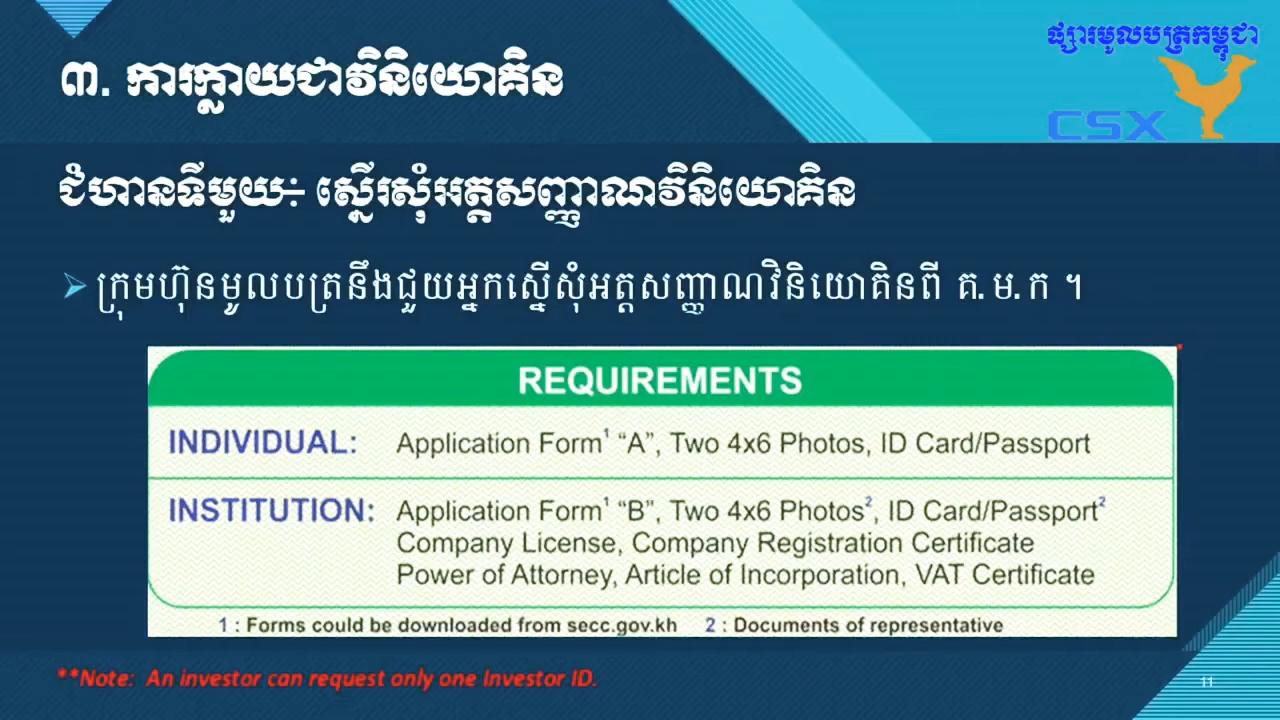 ផ្សារមូលបត្រកម្ពុជា
CSX
៣. ការក្លាយជាវិនិយោគិន
ជំហានទីមួយ÷ ស្នើរសុំអត្តសញ្ញាណវិនិយោគិន
ក្រុមហ៊ុនមូលបត្រនឹងជួយអ្នកស្នើសុំអត្តសញ្ញាណវិនិយោគិនពី គ.ម.ក ។
REQUIREMENTS
INDIVIDUAL: Application Form¹ “A”, Two 4x6 Photos, ID Card/Passport
INSTITUTION: Application Form¹ “B”, Two 4x6 Photos², ID Card/Passport²
Company License, Company Registration Certificate
Power of Attorney, Article of Incorporation, VAT Certificate
1 : Forms could be downloaded from secc.gov.kh 2 : Documents of representative
**Note: An investor can request only one Investor ID.
11